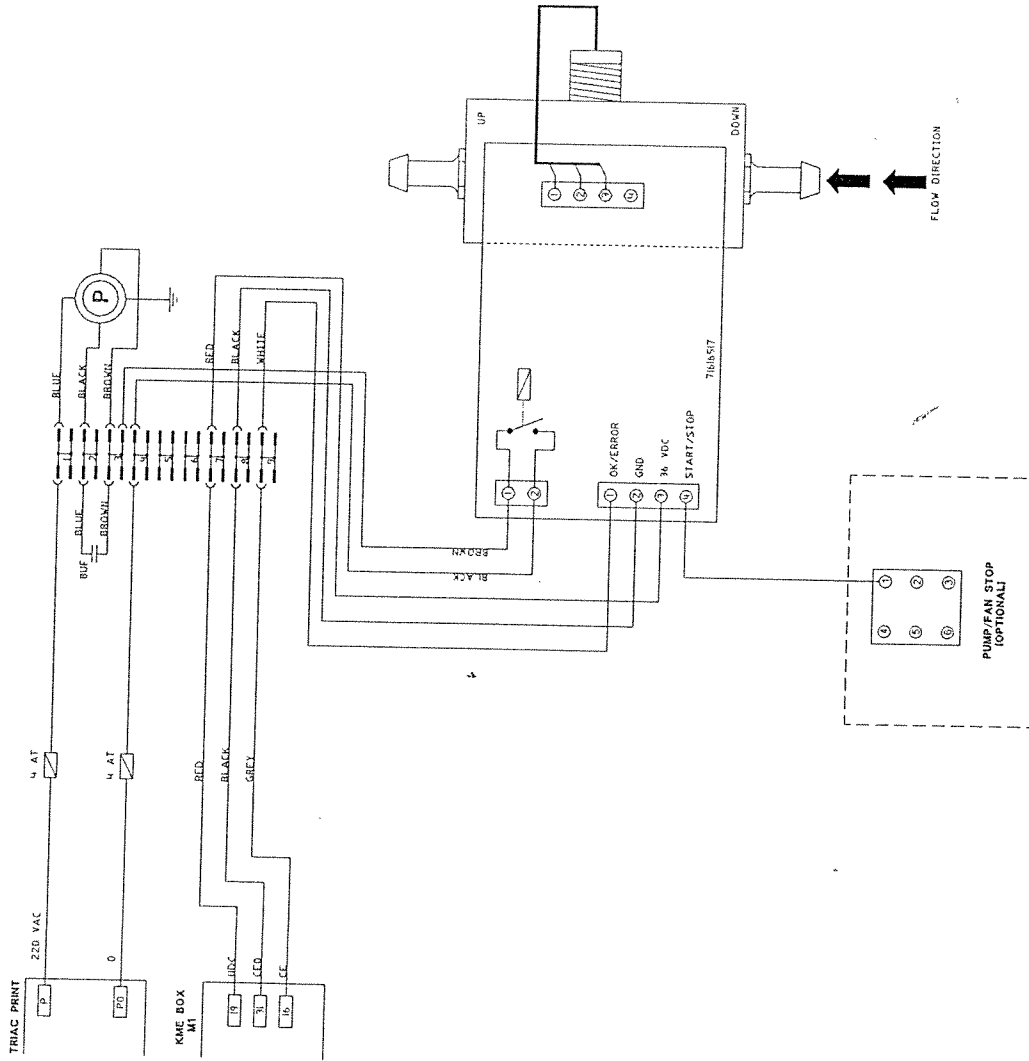 TRIAC PRINT
P
220 VAC
4 AT
PO
0
4 AT
KME BOX
M1
19
UDC
31
CED
16
CE
RED
BLACK
GREY
BLUE
BROWN
1
2
3
4
5
6
7
8
9
BLUE
BLACK
BROWN
P
RED
BLACK
WHITE
BROWN
BLACK
1
2
1
OK/ERROR
2
GND
3
36 VDC
4
START/STOP
71616517
UP
DOWN
1
2
3
4
FLOW DIRECTION
4
1
5
2
6
3
PUMP/FAN STOP
(OPTIONAL)